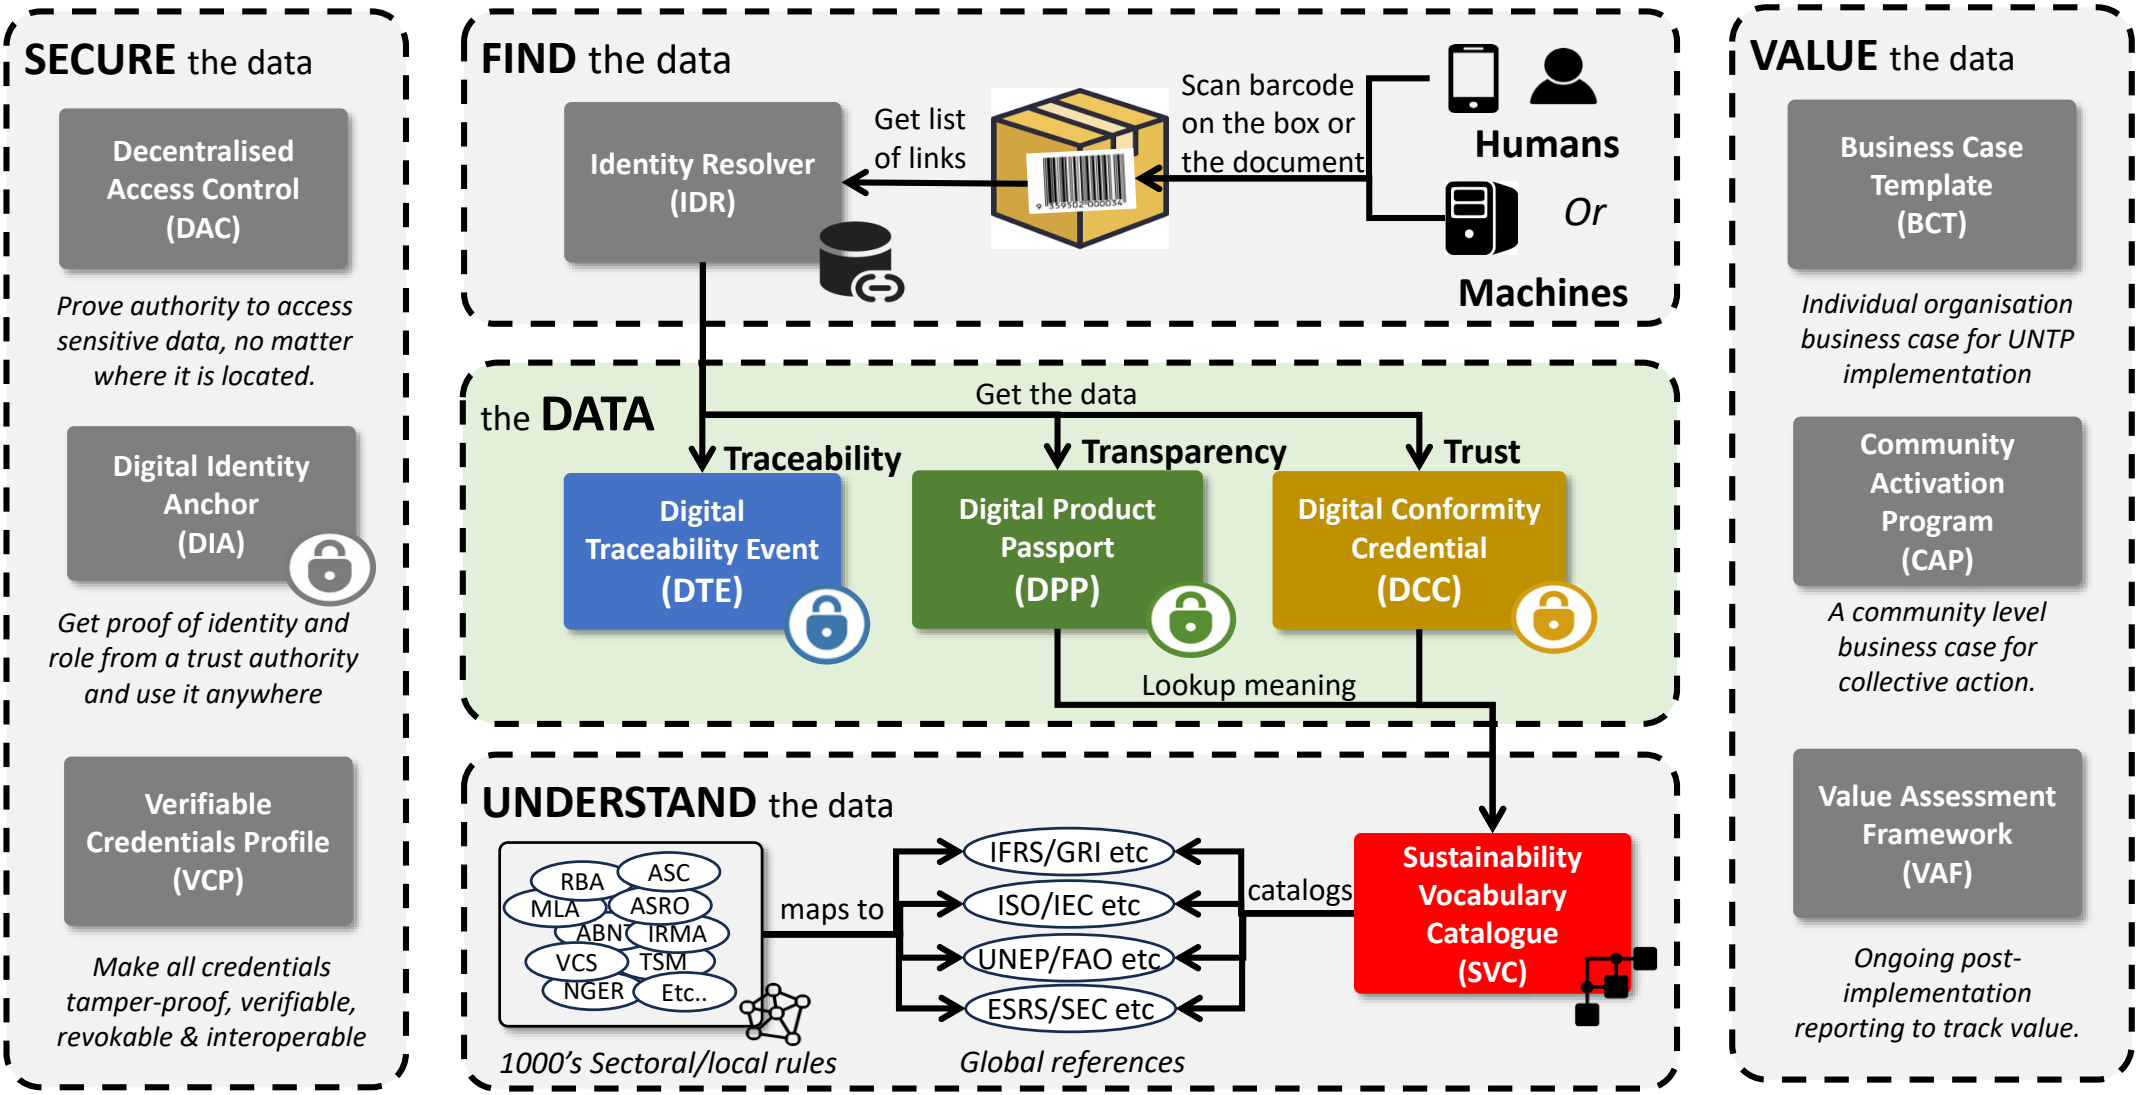 SECURE the data
Decentralised
Access Control
(DAC)
Prove authority to access
sensitive data, no matter
where it is located.
Digital Identity
Anchor
(DIA)
Get proof of identity and
role from a trust authority
and use it anywhere
Verifiable
Credentials Profile
(VCP)
Make all credentials
tamper-proof, verifiable,
revokable & interoperable
FIND the data
Identity Resolver
(IDR)
Get list
of links
9 359502 000034
Scan barcode
on the box or
the document
Humans
Or
Machines
the DATA
Get the data
Traceability
Transparency
Trust
Digital
Traceability Event
(DTE)
Digital Product
Passport
(DPP)
Digital Conformity
Credential
(DCC)
Lookup meaning
UNDERSTAND the data
RBA
ASC
MLA
ASRO
ABNT
IRMA
VCS
TSM
NGER
Etc..
1000's Sectoral/local rules
maps to
IFRS/GRI etc
ISO/IEC etc
UNEP/FAO etc
ESRS/SEC etc
Global references
catalogs
Sustainability
Vocabulary
Catalogue
(SVC)
VALUE the data
Business Case
Template
(BCT)
Individual organisation
business case for UNTP
implementation
Community
Activation
Program
(CAP)
A community level
business case for
collective action.
Value Assessment
Framework
(VAF)
Ongoing post-
implementation
reporting to track value.